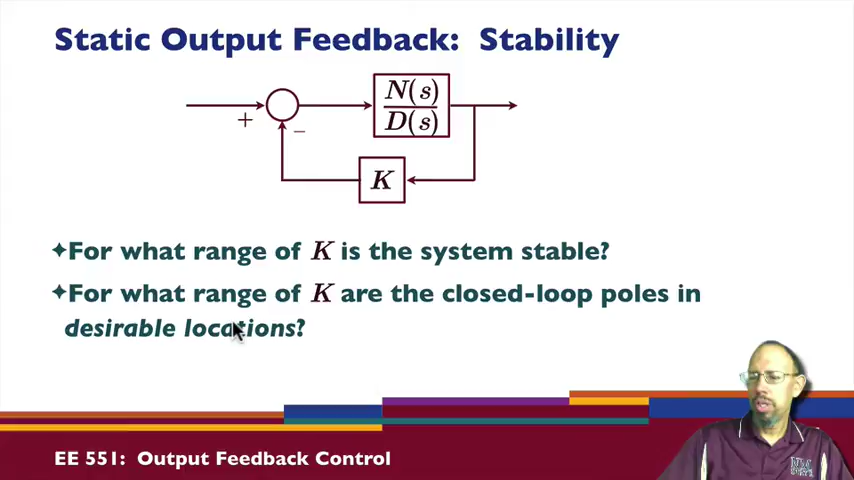 Static Output Feedback: Stability
N(s)
D(s)
+
−
K
✦For what range of K is the system stable?
✦For what range of K are the closed-loop poles in
desirable locations?
EE 551: Output Feedback Control